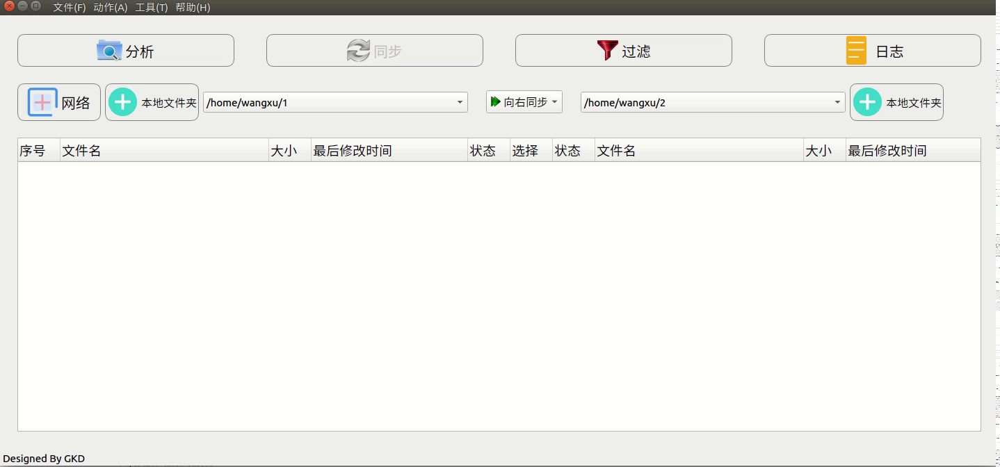 文件(F) 动作(A) 工具(T) 帮助(H)
分析 同步 过滤 日志
网络 本地文件夹 /home/wangxu/1 向右同步 /home/wangxu/2 本地文件夹
序号 文件名 大小 最后修改时间 状态 选择 状态 文件名 大小 最后修改时间
Designed By GKD